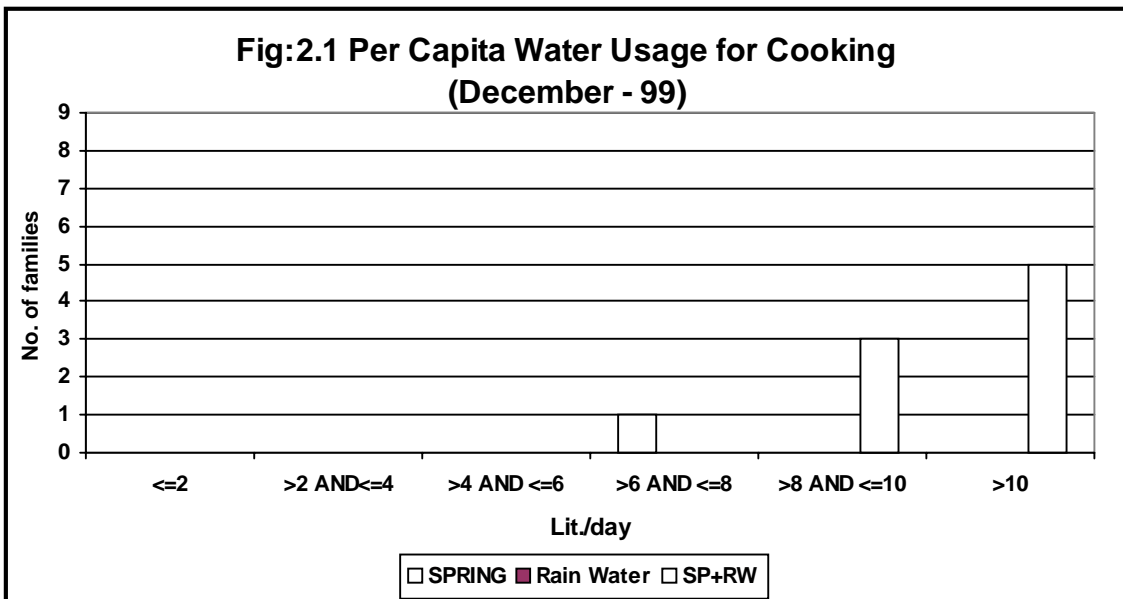 Fig:2.1 Per Capita Water Usage for Cooking
(December - 99)
9
8
7
6
5
4
3
2
1
0
No. of families
<=2 >2 AND<=4 >4 AND <=6 >6 AND <=8 >8 AND <=10 >10
Lit./day
SPRING Rain Water SP+RW